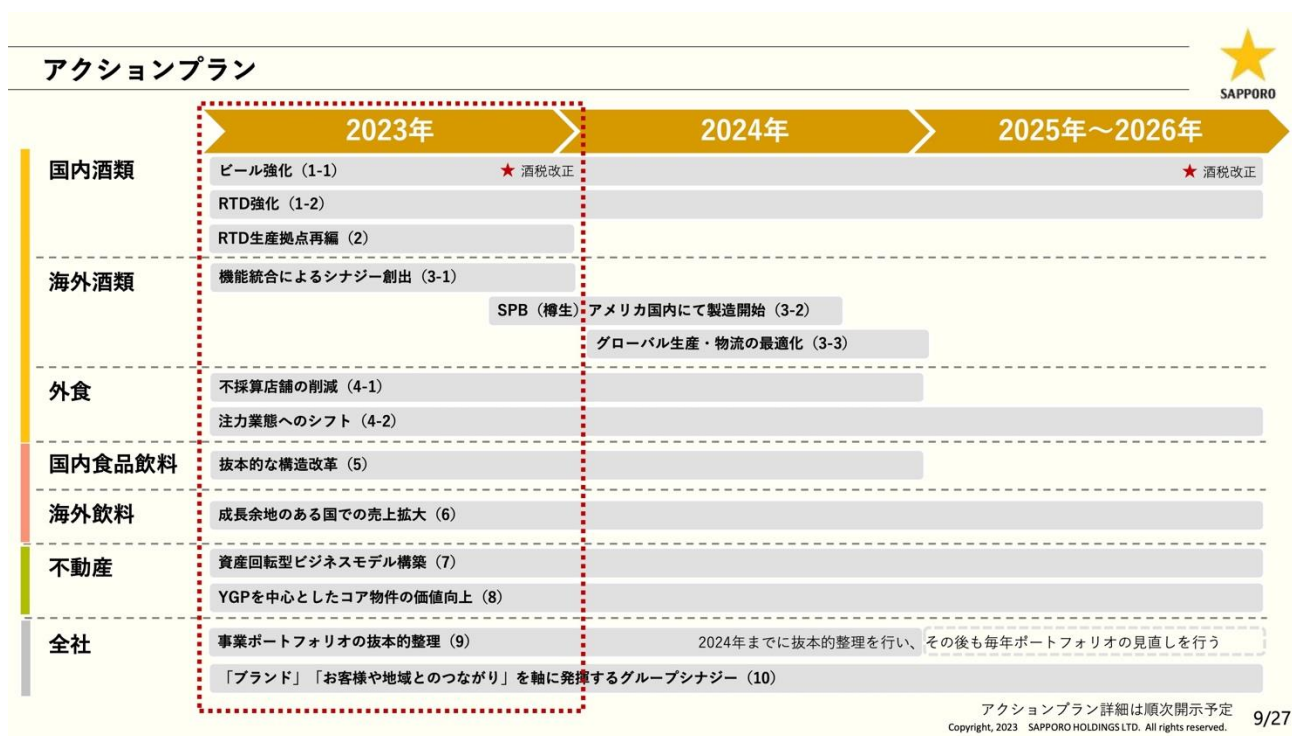 アクションプラン
SAPPORO
2023年
2024年
2025年～2026年
国内酒類
ビール強化（1-1）
★ 酒税改正
★ 酒税改正
RTD強化（1-2）
RTD生産拠点再編（2）
海外酒類
機能統合によるシナジー創出（3-1）
SPB（樽生）アメリカ国内にて製造開始（3-2）
グローバル生産・物流の最適化（3-3）
外食
不採算店舗の削減（4-1）
注力業態へのシフト（4-2）
国内食品飲料
抜本的な構造改革（5）
海外飲料
成長余地のある国での売上拡大（6）
不動産
資産回転型ビジネスモデル構築（7）
YGPを中心としたコア物件の価値向上（8）
全社
事業ポートフォリオの抜本的整理（9）
2024年までに抜本的整理を行い、その後も毎年ポートフォリオの見直しを行う
「ブランド」「お客様や地域とのつながり」を軸に発揮するグループシナジー（10）
アクションプラン詳細は順次開示予定
Copyright, 2023 SAPPORO HOLDINGS LTD. All rights reserved.
9/27